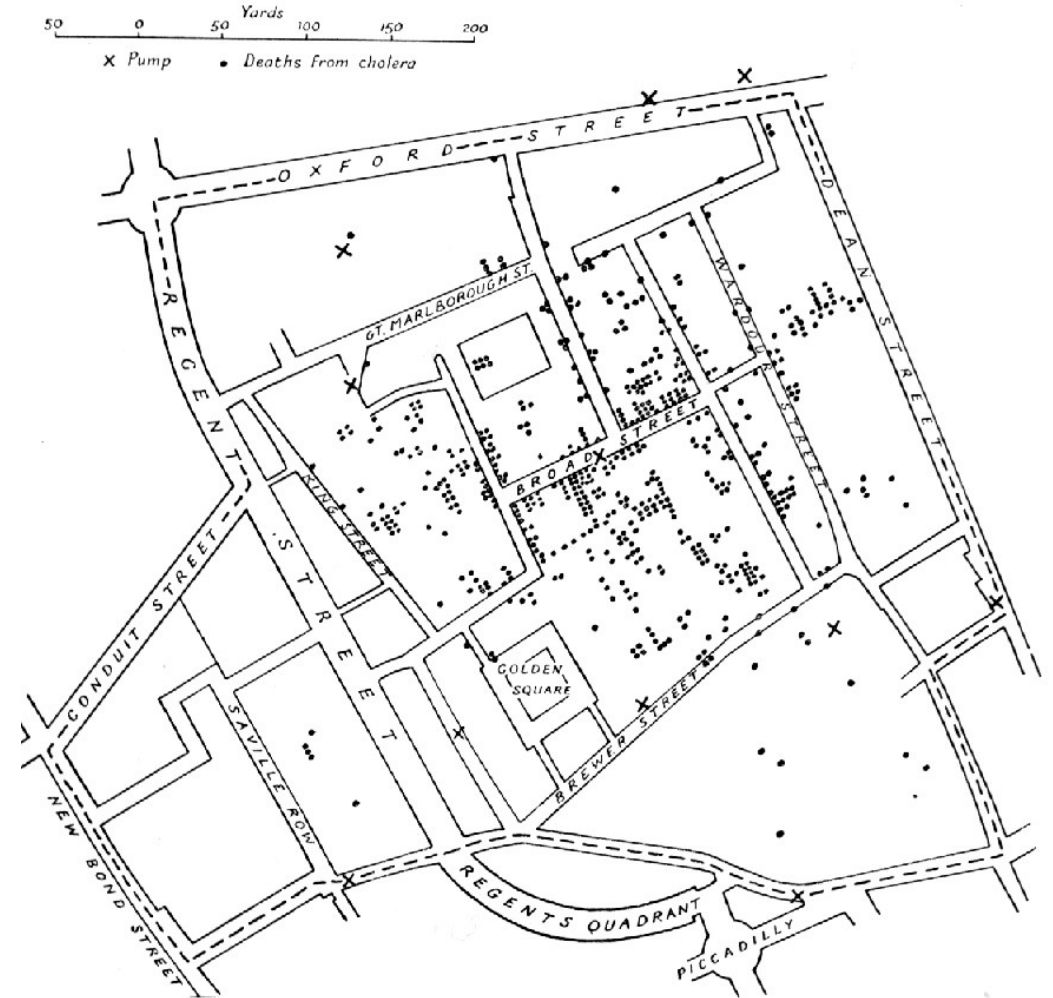 Yards
50 0 50 100 150 200
x Pump • Deaths from cholera
OXFORD STREET
REGENT STREET
DEAN STREET
WARDOUR STREET
GT. MARLBOROUGH ST.
BROAD STREET
KING STREET
CONDUIT STREET
GOLDEN
SQUARE
SAVILLE ROW
BREWER STREET
NEW BOND STREET
REGENTS QUADRANT
PICCADILLY